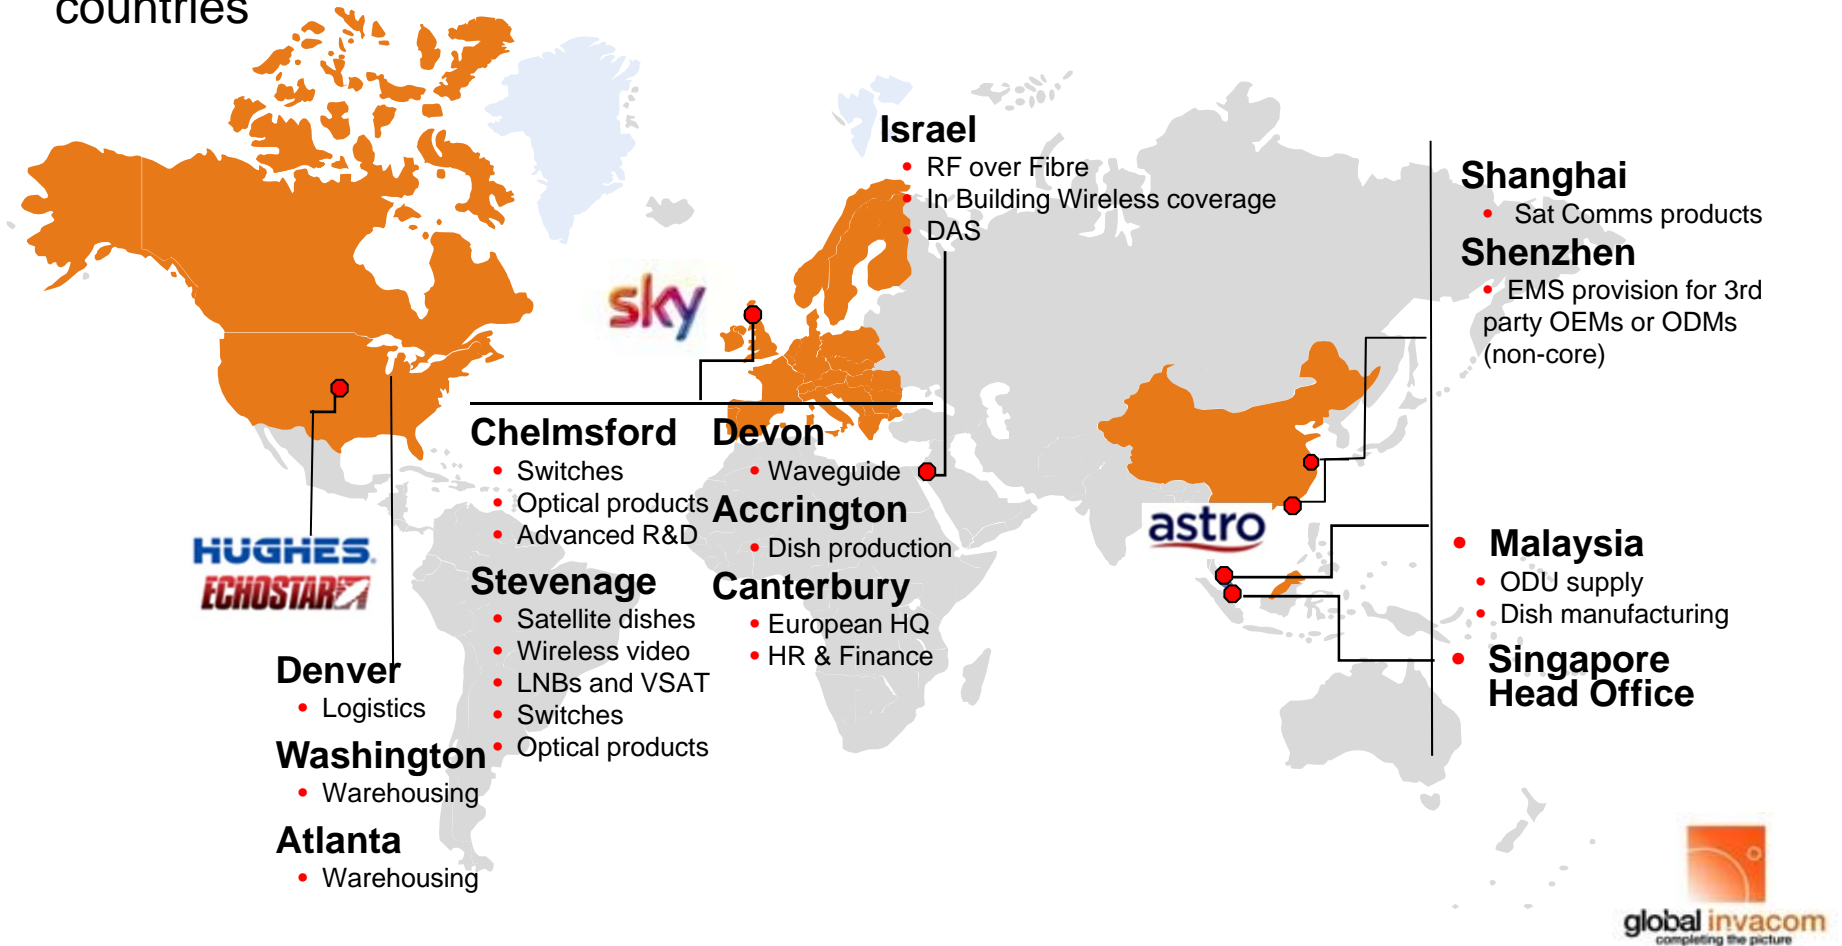 countries
Israel
• RF over Fibre
• In Building Wireless coverage
• DAS
sky
Chelmsford
• Switches
• Optical products
• Advanced R&D
Stevenage
• Satellite dishes
• Wireless video
• LNBs and VSAT
• Switches
• Optical products
Devon
• Waveguide
Accrington
• Dish production
Canterbury
• European HQ
• HR & Finance
HUGHES.
ECHOSTAR
Denver
• Logistics
Washington
• Warehousing
Atlanta
• Warehousing
astro
Shanghai
• Sat Comms products
Shenzhen
• EMS provision for 3rd
party OEMs or ODMs
(non-core)
• Malaysia
• ODU supply
• Dish manufacturing
• Singapore
Head Office
global invacom
completing the picture